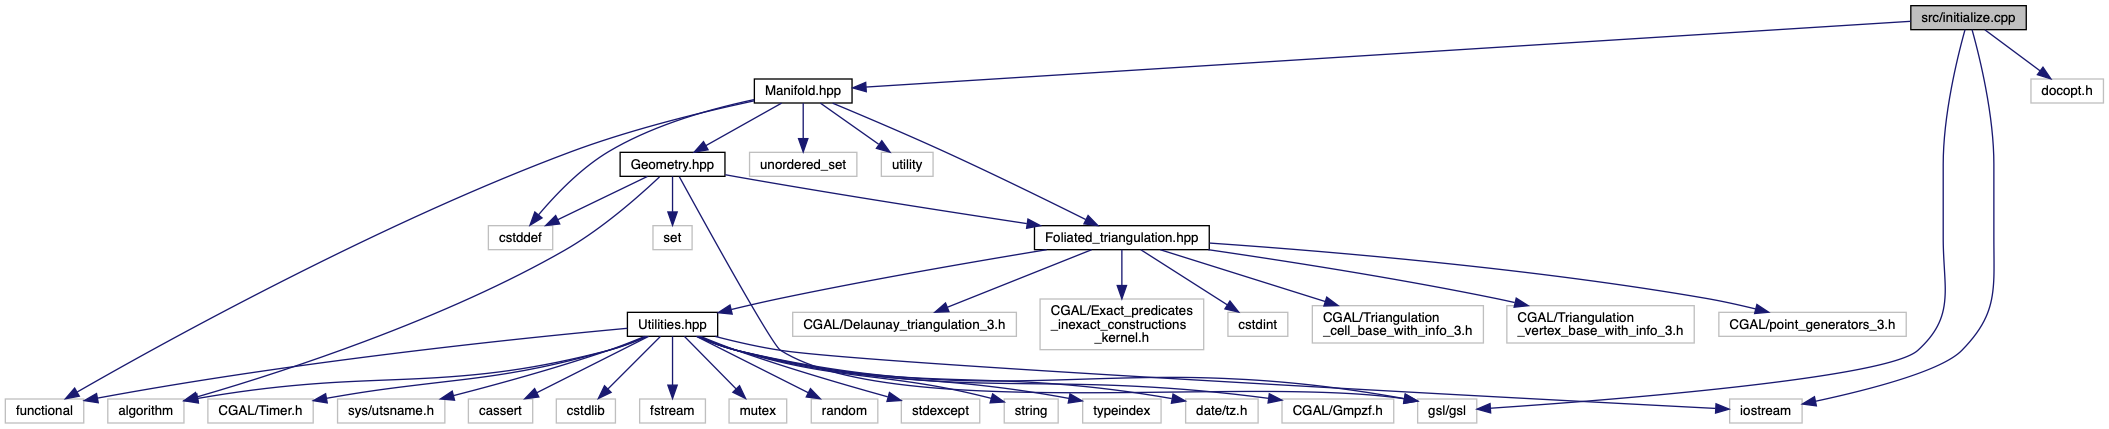 src/initialize.cpp
Manifold.hpp
docopt.h
Geometry.hpp
unordered_set
utility
cstddef
set
Foliated_triangulation.hpp
Utilities.hpp
CGAL/Delaunay_triangulation_3.h
CGAL/Exact_predicates
_inexact_constructions
_kernel.h
cstdint
CGAL/Triangulation
_cell_base_with_info_3.h
CGAL/Triangulation
_vertex_base_with_info_3.h
CGAL/point_generators_3.h
functional
algorithm
CGAL/Timer.h
sys/utsname.h
cassert
cstdlib
fstream
mutex
random
stdexcept
string
typeindex
date/tz.h
CGAL/Gmpzf.h
gsl/gsl
iostream